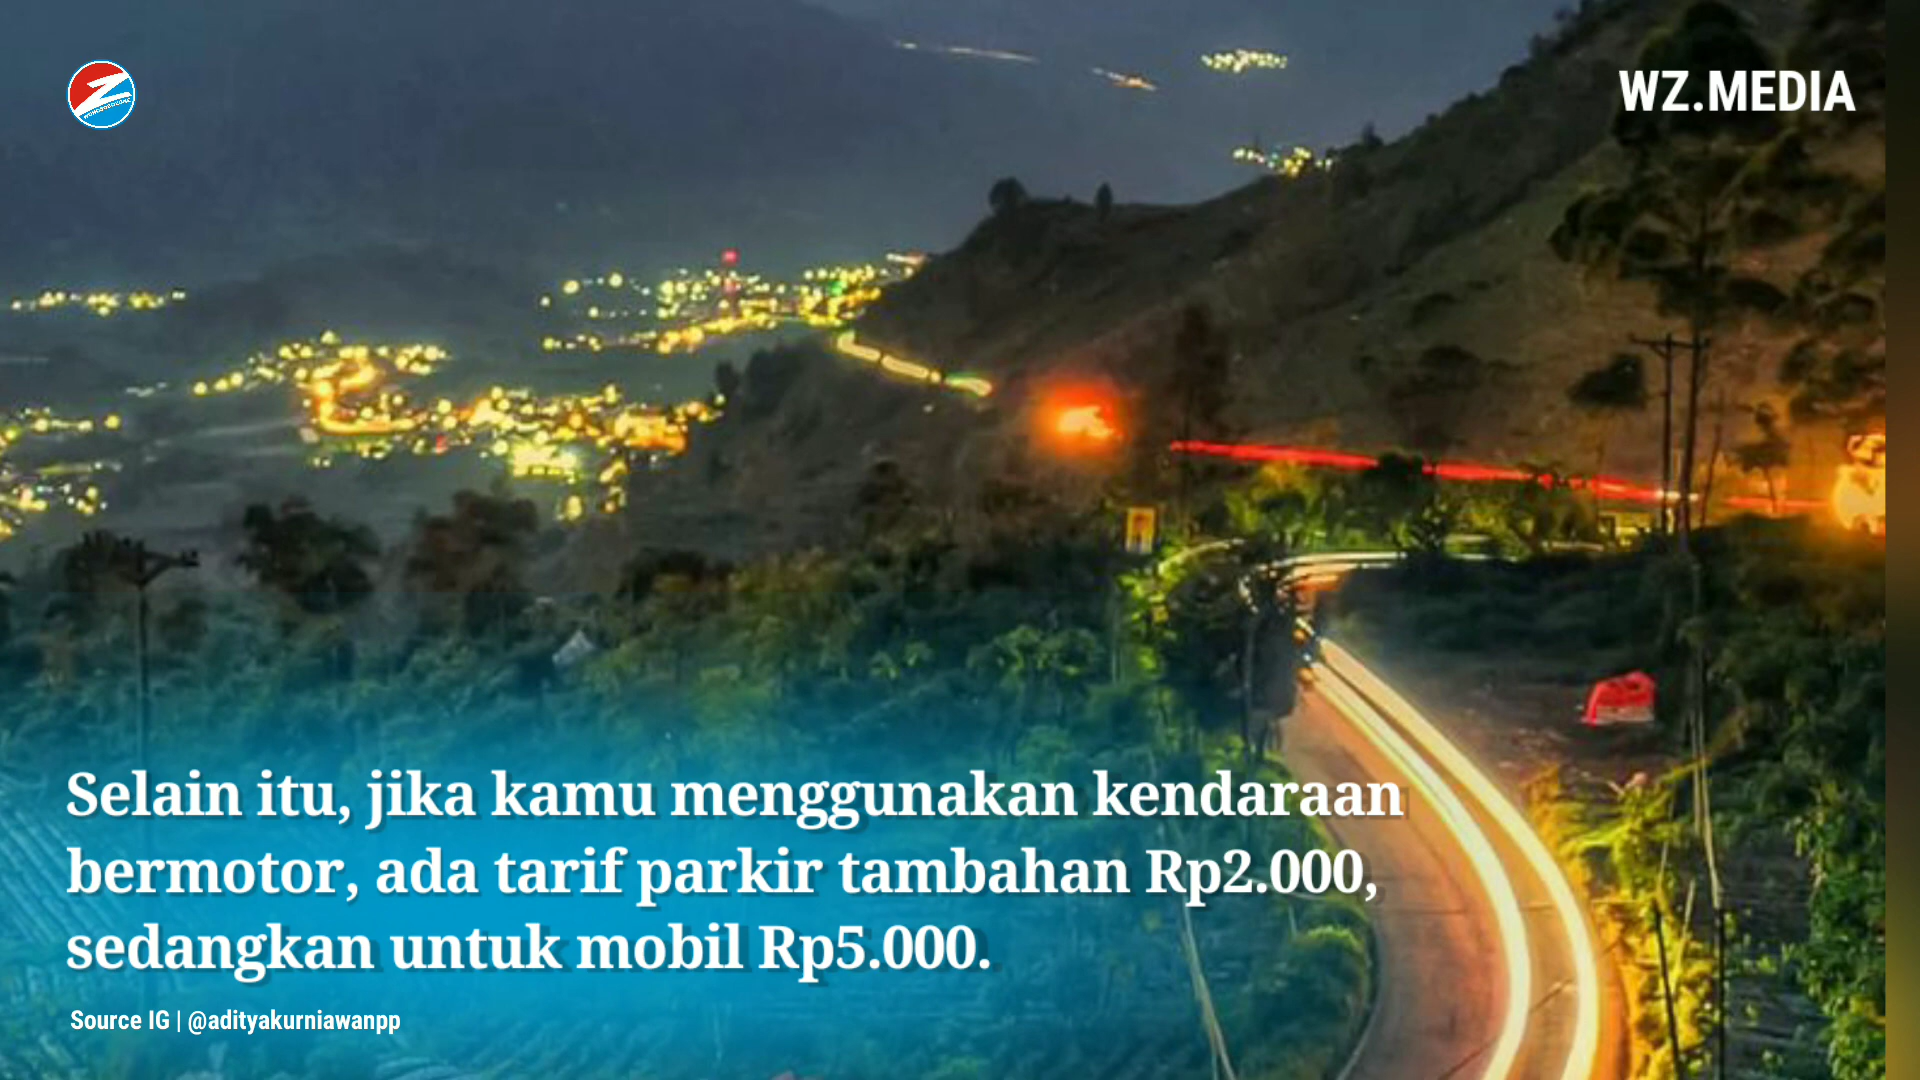 WZ.MEDIA
Selain itu, jika kamu menggunakan kendaraan
bermotor, ada tarif parkir tambahan Rp2.000,
sedangkan untuk mobil Rp5.000.
Source IG | @adityakurniawanpp